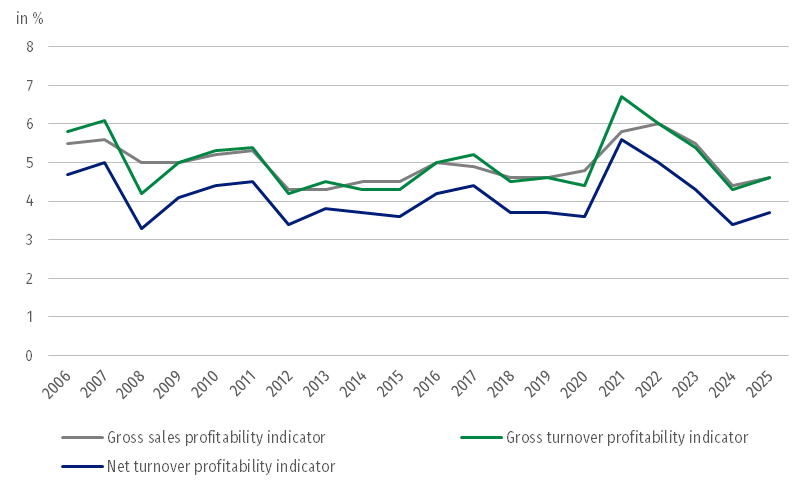 in %
8
7
6
5
4
3
2
1
0
2006 2007 2008 2009 2010 2011 2012 2013 2014 2015 2016 2017 2018 2019 2020 2021 2022 2023 2024 2025
Gross sales profitability indicator Gross turnover profitability indicator
Net turnover profitability indicator